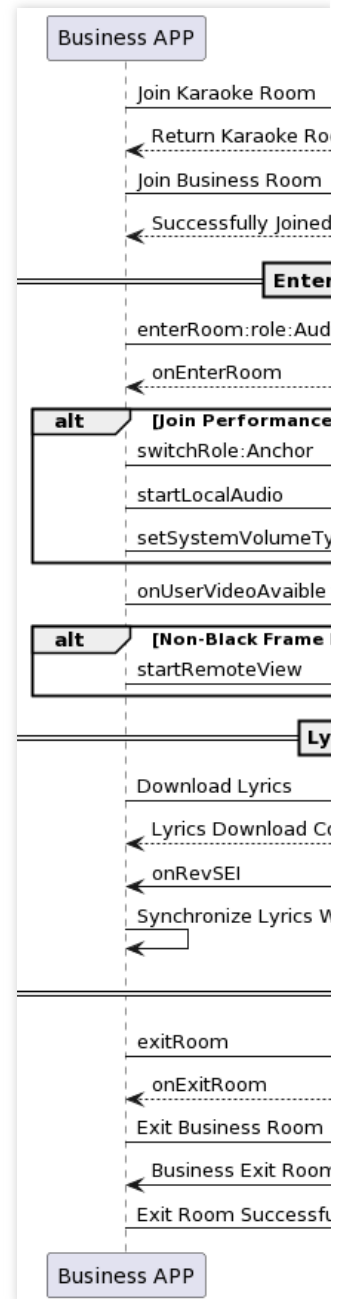 Business APP
Join Karaoke Room
Return Karaoke Ro
Join Business Room
Successfully Joined
Enter
enterRoom:role:Aud
onEnterRoom
alt [Join Performance
switchRole:Anchor
startLocalAudio
setSystemVolumeTy
onUserVideoAvaible
alt [Non-Black Frame
startRemoteView
Ly
Download Lyrics
Lyrics Download Co
onRevSEI
Synchronize Lyrics W
exitRoom
onExitRoom
Exit Business Room
Business Exit Room
Exit Room Successfu
Business APP